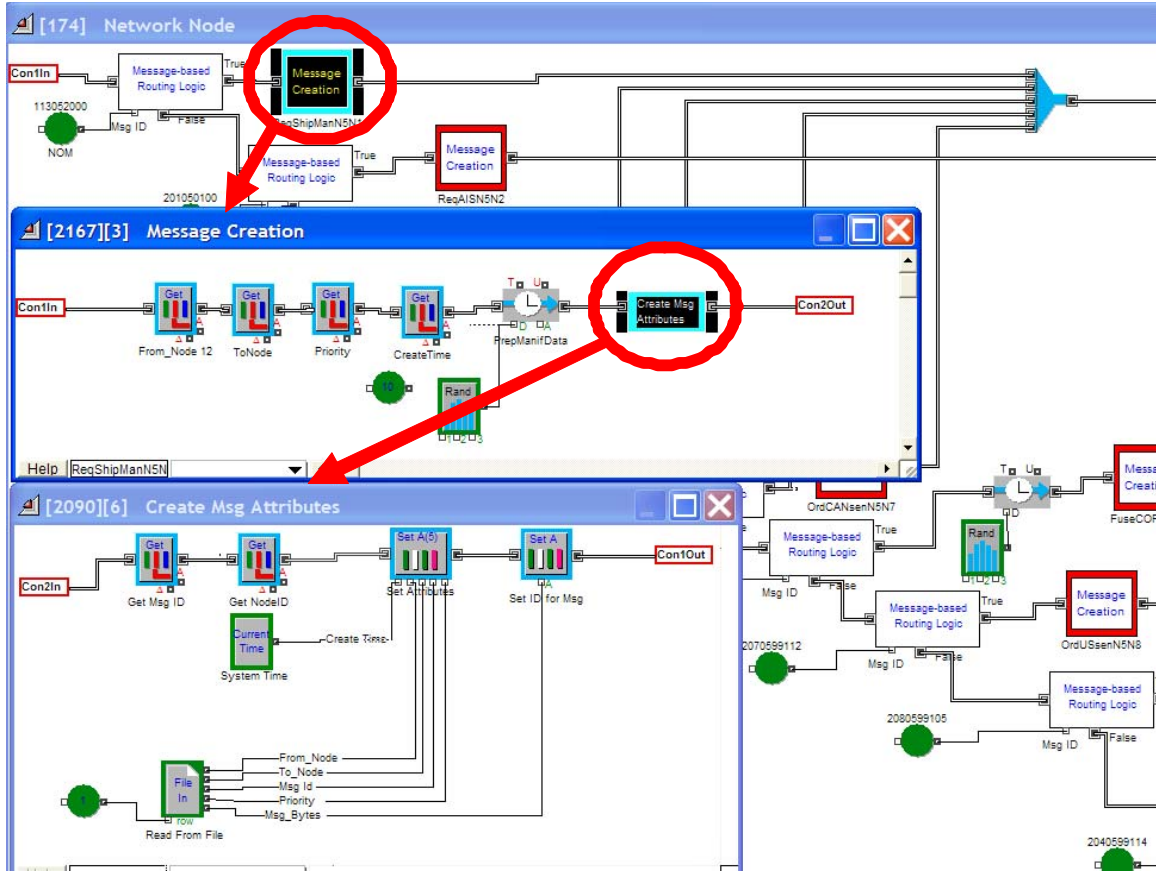 [174] Network Node
Con1In
Message-based
Routing Logic
True
Message
Creation
ReqShipManN5N1
113052000
NOM
Msg ID
False
Message-based
Routing Logic
True
Message
Creation
ReqAISN5N2
201050100
[2167][3] Message Creation
Con1In
Get
A
A
From_Node 12
Get
A
A
ToNode
Get
A
A
Priority
Get
A
A
CreateTime
T U
D A
PrepManifData
Create Msg
Attributes
Con2Out
10
Rand
1 2 3
Help
ReqShipManN5N
[2090][6] Create Msg Attributes
Con2In
Get
A
A
Get Msg ID
Get
A
A
Get NodeID
Set A(5)
Set Attributes
Set A
A
Set ID for Msg
Con1Out
Current
Time
System Time
Create Time
File
In
row
Read From File
1
From_Node
To_Node
Msg Id
Priority
Msg_Bytes
OrdCANsenN5N7
Message-based
Routing Logic
True
Msg ID
False
T U
D
Rand
1 2 3
FuseCOP
Message-based
Routing Logic
True
Msg ID
False
Message
Creation
OrdUSsenN5N8
2070599112
Message-based
Routing Logic
Msg ID
False
2080599105
2040599114